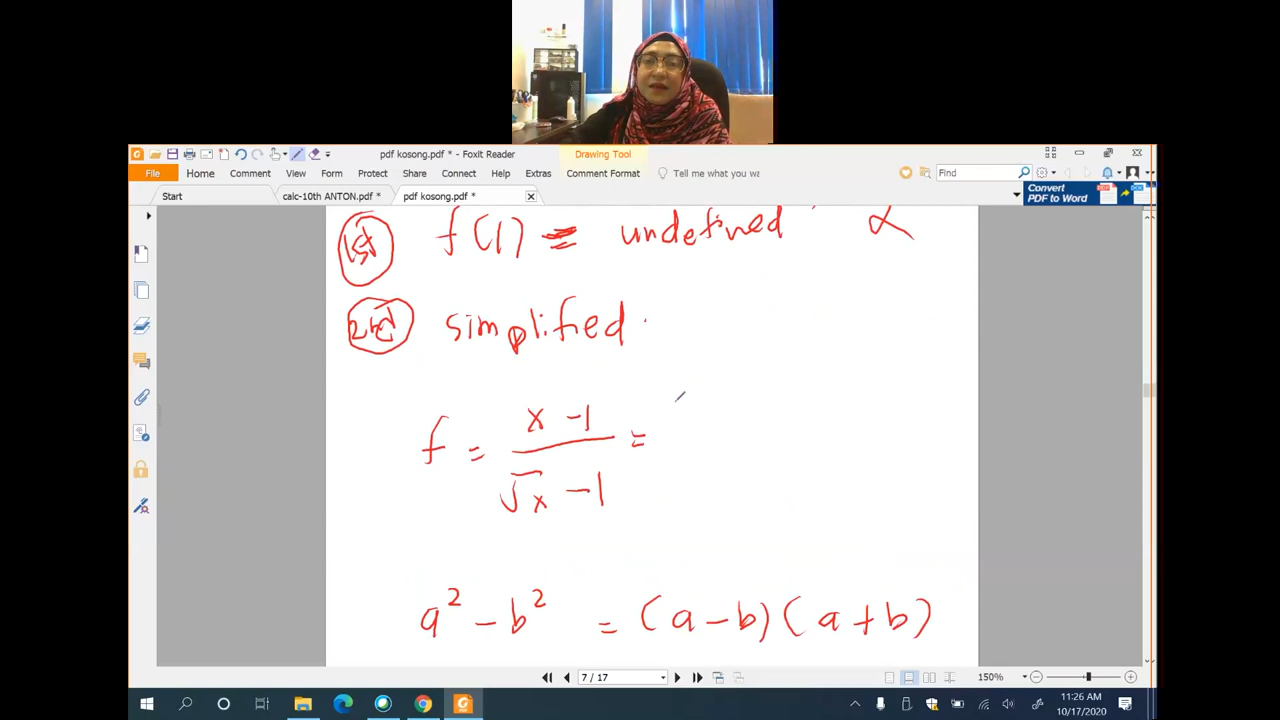 pdf kosong.pdf * - Foxit Reader
Drawing Tool
File Home Comment View Form Protect Share Connect Help Extras Comment Format Tell me what you wa Find
Start calc-10th ANTON.pdf * pdf kosong.pdf *
Convert
PDF to Word
1st f(1) = undefined
2nd simplified.
f = x - 1 / √x - 1 =
a² - b² = (a - b)(a + b)
7 / 17 150%
11:26 AM
10/17/2020